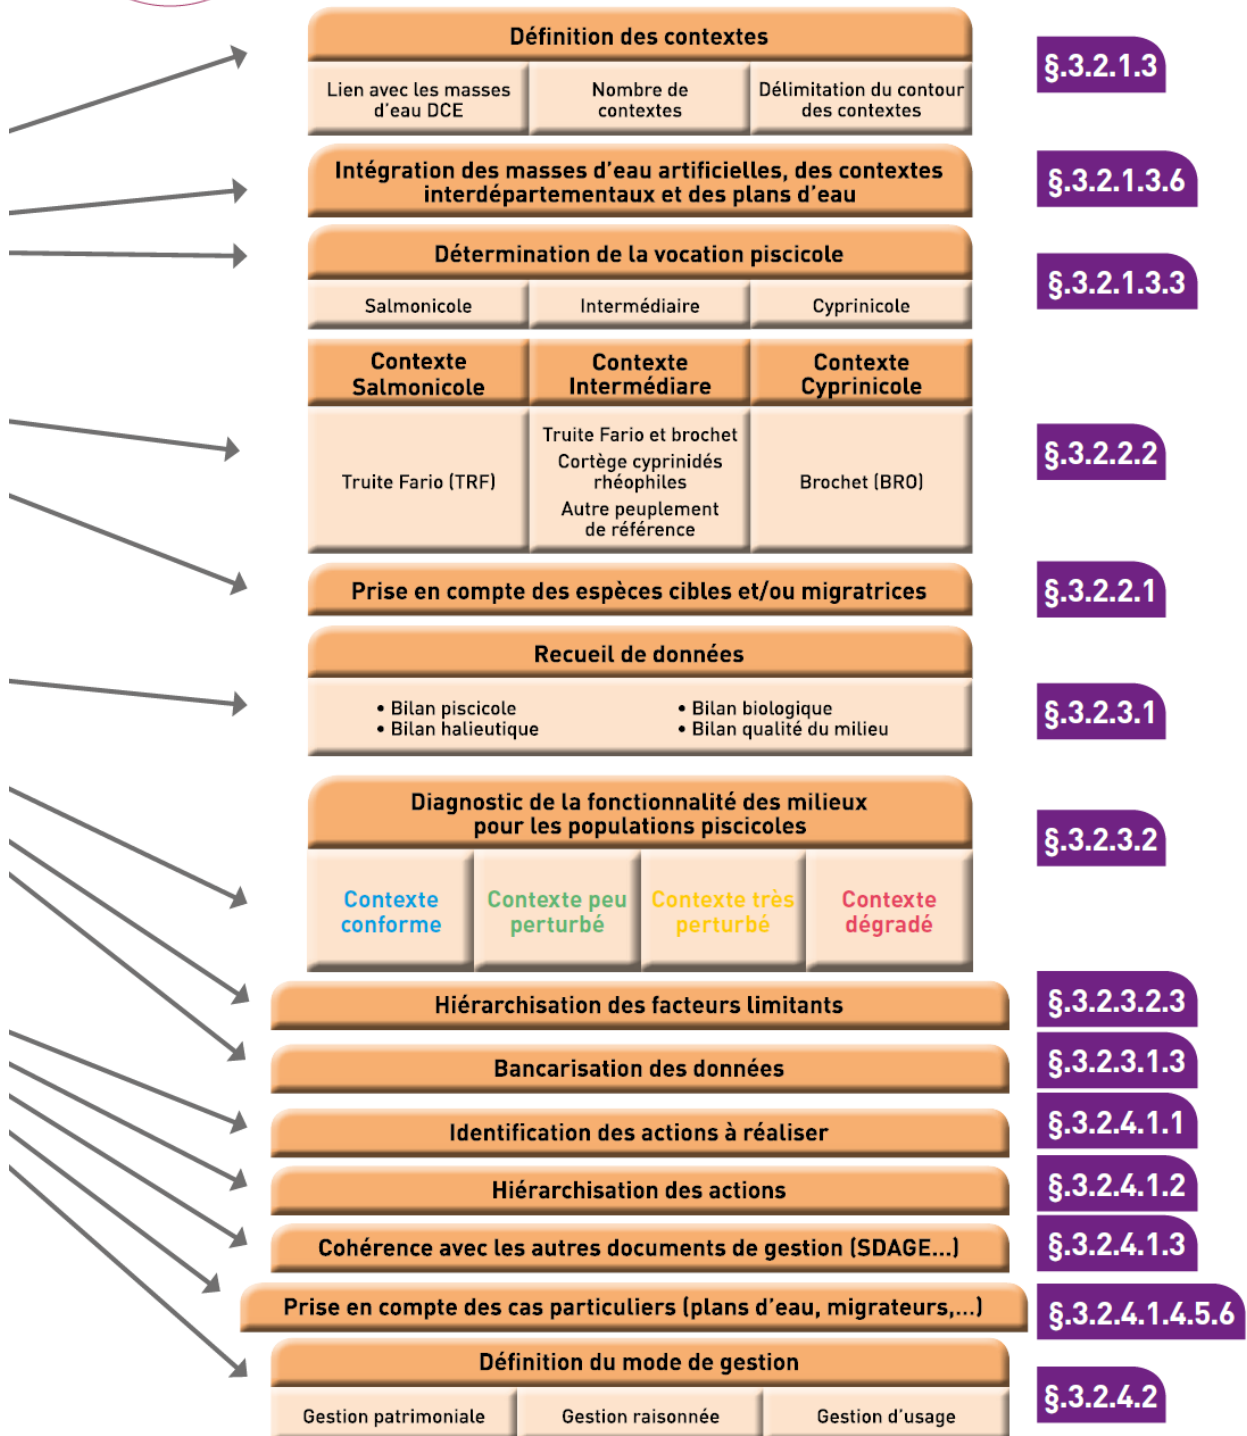 Définition des contextes
§.3.2.1.3
Lien avec les masses
d'eau DCE
Nombre de
contextes
Délimitation du contour
des contextes
Intégration des masses d'eau artificielles, des contextes
interdépartementaux et des plans d'eau
§.3.2.1.3.6
Détermination de la vocation piscicole
§.3.2.1.3.3
Salmonicole
Intermédiaire
Cyprinicole
Contexte
Salmonicole
Contexte
Intermédiare
Contexte
Cyprinicole
Truite Fario (TRF)
Truite Fario et brochet
Cortège cyprinidés
rhéophiles
Autre peuplement
de référence
Brochet (BRO)
§.3.2.2.2
Prise en compte des espèces cibles et/ou migratrices
§.3.2.2.1
Recueil de données
• Bilan piscicole
• Bilan halieutique
• Bilan biologique
• Bilan qualité du milieu
§.3.2.3.1
Diagnostic de la fonctionnalité des milieux
pour les populations piscicoles
§.3.2.3.2
Contexte
conforme
Contexte peu
perturbé
Contexte très
perturbé
Contexte
dégradé
Hiérarchisation des facteurs limitants
§.3.2.3.2.3
Bancarisation des données
§.3.2.3.1.3
Identification des actions à réaliser
§.3.2.4.1.1
Hiérarchisation des actions
§.3.2.4.1.2
Cohérence avec les autres documents de gestion (SDAGE...)
§.3.2.4.1.3
Prise en compte des cas particuliers (plans d'eau, migrateurs,...)
§.3.2.4.1.4.5.6
Définition du mode de gestion
§.3.2.4.2
Gestion patrimoniale
Gestion raisonnée
Gestion d'usage